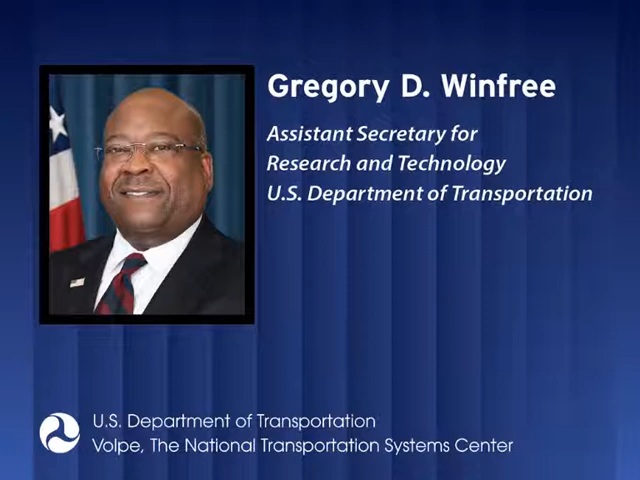 Gregory D. Winfree
Assistant Secretary for
Research and Technology
U.S. Department of Transportation
U.S. Department of Transportation
Volpe, The National Transportation Systems Center